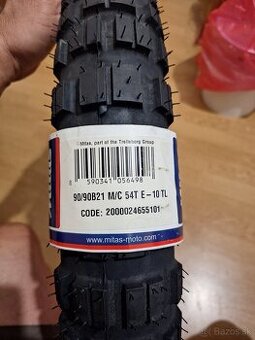 ©Mitas, part of the Trelleborg Group
8 590341 056498
90/90B21 M/C 54T E-10 TL
CODE: 2000024655101
www.mitas-moto.com